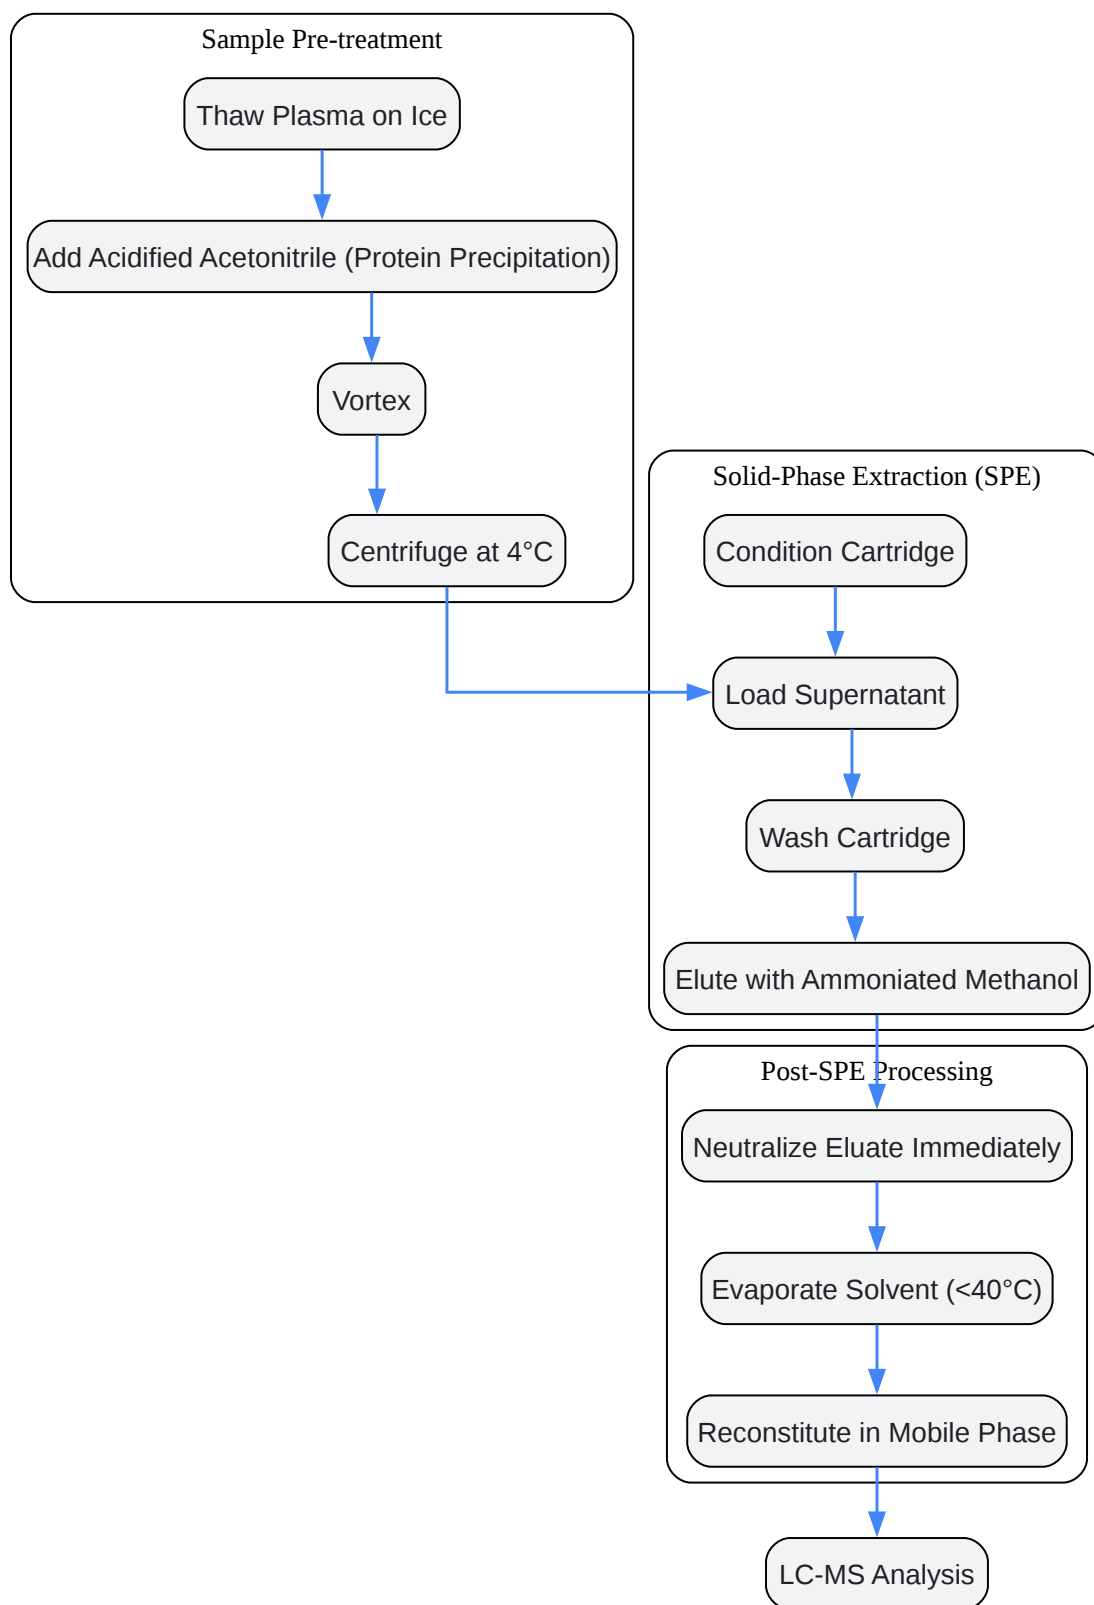 Sample Pre-treatment
Thaw Plasma on Ice
Add Acidified Acetonitrile (Protein Precipitation)
Vortex
Centrifuge at 4°C
Solid-Phase Extraction (SPE)
Condition Cartridge
Load Supernatant
Wash Cartridge
Elute with Ammoniated Methanol
Post-SPE Processing
Neutralize Eluate Immediately
Evaporate Solvent (<40°C)
Reconstitute in Mobile Phase
LC-MS Analysis